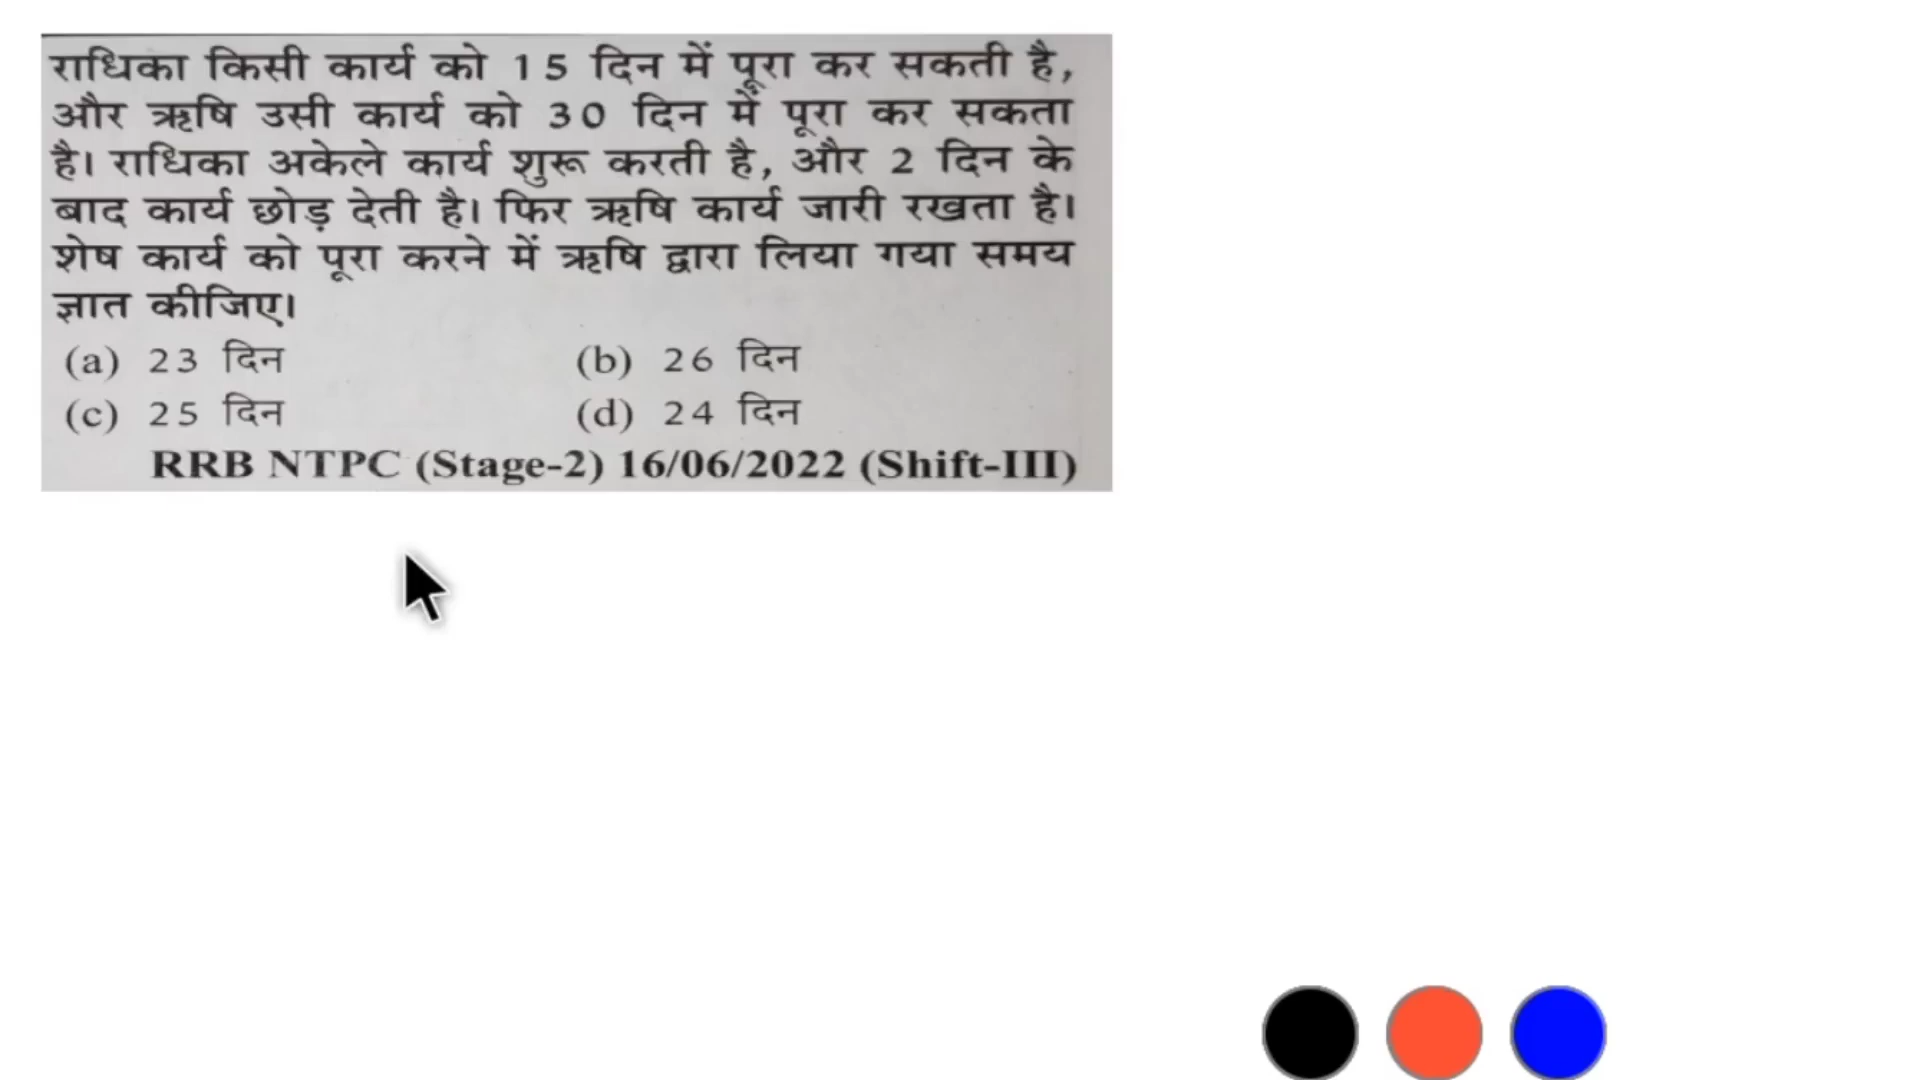 राधिका किसी कार्य को 15 दिन में पूरा कर सकती है,
और ऋषि उसी कार्य को 30 दिन में पूरा कर सकता
है। राधिका अकेले कार्य शुरू करती है, और 2 दिन के
बाद कार्य छोड़ देती है। फिर ऋषि कार्य जारी रखता है।
शेष कार्य को पूरा करने में ऋषि द्वारा लिया गया समय
ज्ञात कीजिए।
(a) 23 दिन (b) 26 दिन
(c) 25 दिन (d) 24 दिन
RRB NTPC (Stage-2) 16/06/2022 (Shift-III)